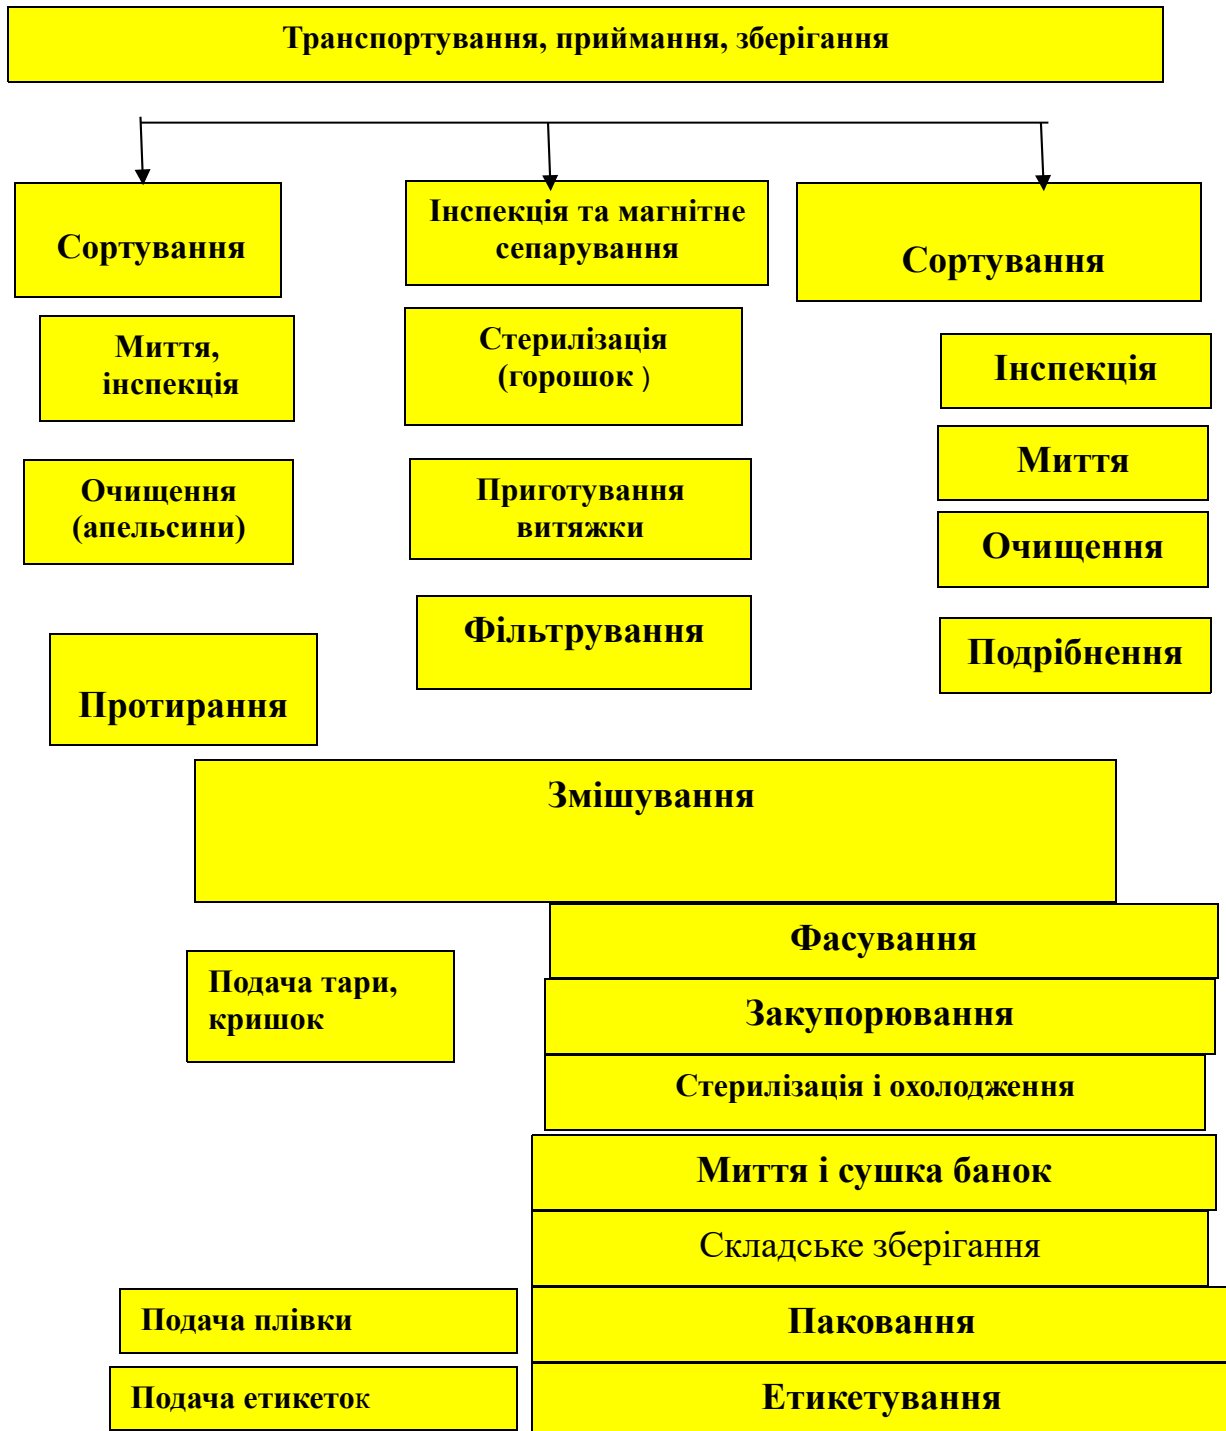 Транспортування, приймання, зберігання
Сортування
Інспекція та магнітне
сепарування
Сортування
Миття,
інспекція
Стерилізація
(горошок )
Інспекція
Миття
Очищення
(апельсини)
Приготування
витяжки
Очищення
Фільтрування
Подрібнення
Протирання
Змішування
Фасування
Подача тари,
кришок
Закупорювання
Стерилізація і охолодження
Миття і сушка банок
Складське зберігання
Подача плівки
Паковання
Подача етикеток
Етикетування